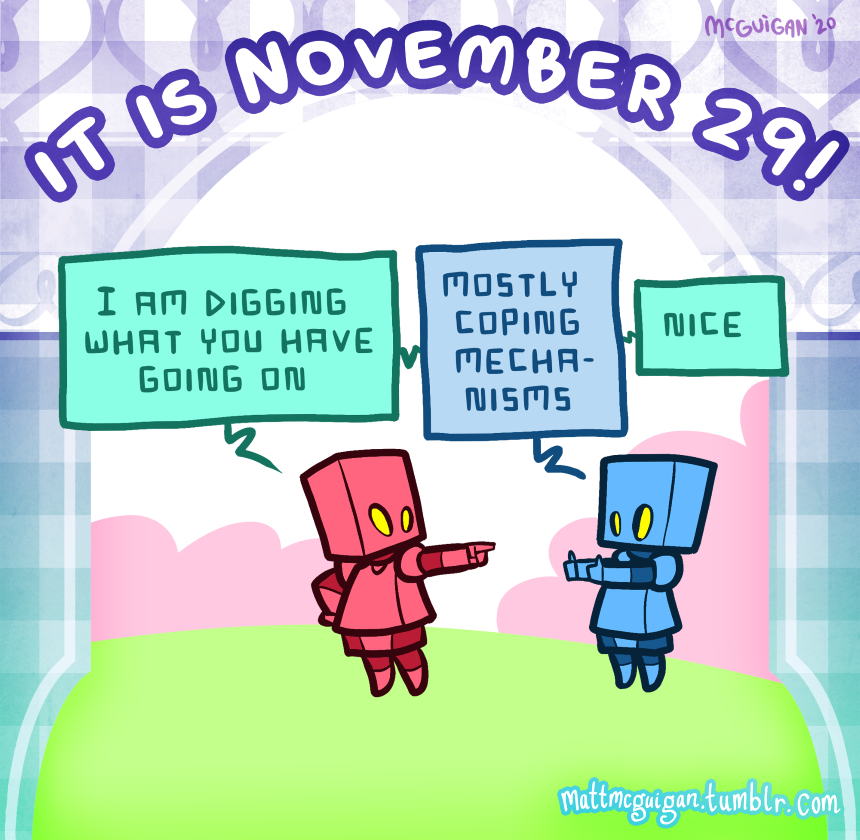 McGUiGAN '20
IT IS NOVEMBER 29!
I AM DIGGING
WHAT YOU HAVE
GOING ON
MOSTLY
COPING
MECHA-
NISMS
NICE
mattmcguigan.tumblr.com